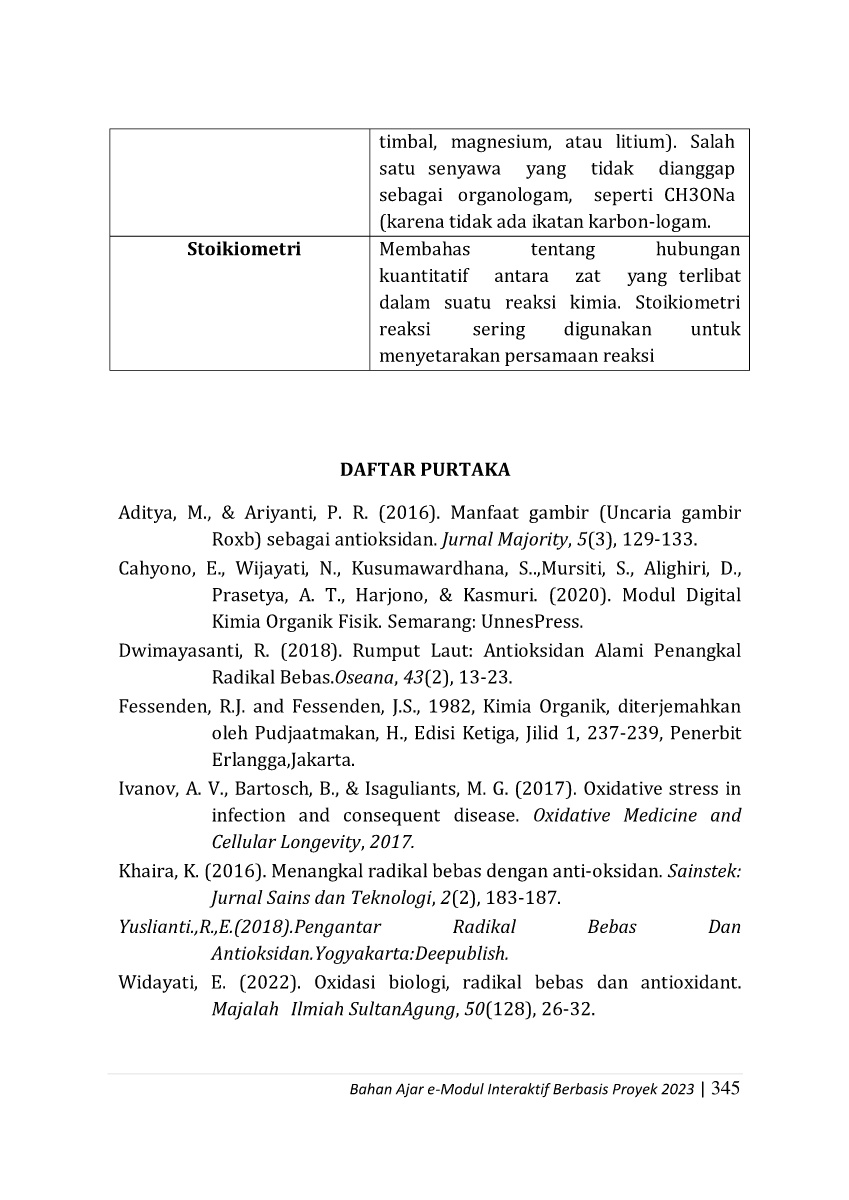 timbal, magnesium, atau litium). Salah
satu senyawa yang tidak dianggap
sebagai organologam, seperti CH3ONa
(karena tidak ada ikatan karbon-logam.
Stoikiometri
Membahas tentang hubungan
kuantitatif antara zat yang terlibat
dalam suatu reaksi kimia. Stoikiometri
reaksi sering digunakan untuk
menyetarakan persamaan reaksi
DAFTAR PURTAKA
Aditya, M., & Ariyanti, P. R. (2016). Manfaat gambir (Uncaria gambir
Roxb) sebagai antioksidan. Jurnal Majority, 5(3), 129-133.
Cahyono, E., Wijayati, N., Kusumawardhana, S..,Mursiti, S., Alighiri, D.,
Prasetya, A. T., Harjono, & Kasmuri. (2020). Modul Digital
Kimia Organik Fisik. Semarang: UnnesPress.
Dwimayasanti, R. (2018). Rumput Laut: Antioksidan Alami Penangkal
Radikal Bebas.Oseana, 43(2), 13-23.
Fessenden, R.J. and Fessenden, J.S., 1982, Kimia Organik, diterjemahkan
oleh Pudjaatmakan, H., Edisi Ketiga, Jilid 1, 237-239, Penerbit
Erlangga,Jakarta.
Ivanov, A. V., Bartosch, B., & Isaguliants, M. G. (2017). Oxidative stress in
infection and consequent disease. Oxidative Medicine and
Cellular Longevity, 2017.
Khaira, K. (2016). Menangkal radikal bebas dengan anti-oksidan. Sainstek:
Jurnal Sains dan Teknologi, 2(2), 183-187.
Yuslianti.,R.,E.(2018).Pengantar Radikal Bebas Dan
Antioksidan.Yogyakarta:Deepublish.
Widayati, E. (2022). Oxidasi biologi, radikal bebas dan antioxidant.
Majalah Ilmiah SultanAgung, 50(128), 26-32.
Bahan Ajar e-Modul Interaktif Berbasis Proyek 2023 | 345